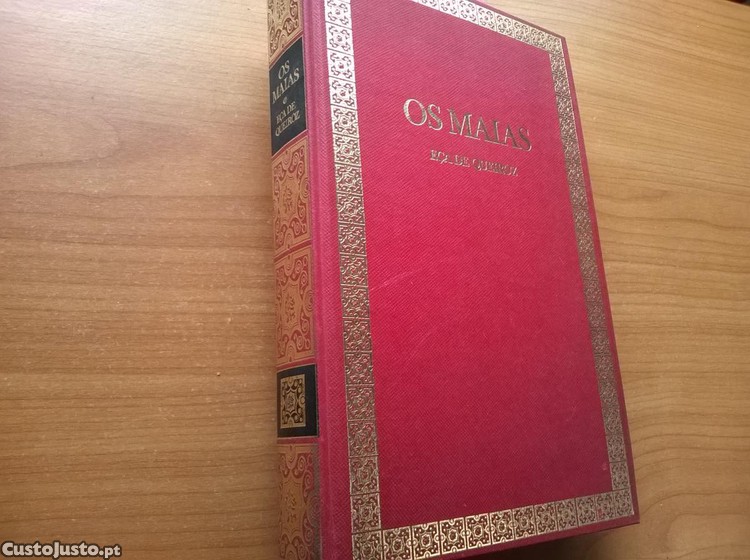 OS
MAIAS
e
EÇA DE
QUEIROZ
OS MAIAS
EÇA DE QUEIROZ
CustoJusto.pt